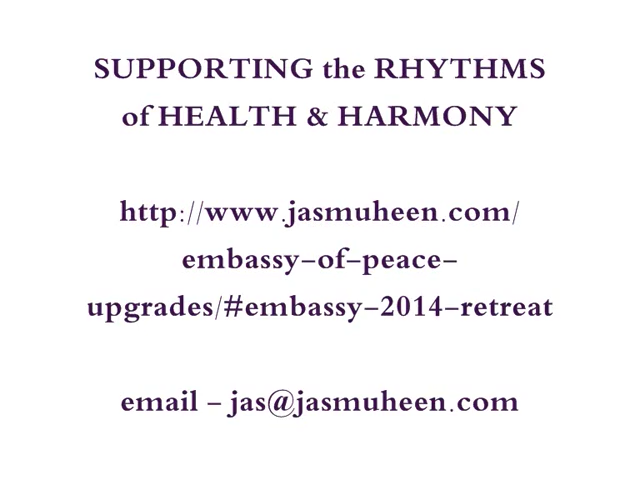 SUPPORTING the RHYTHMS
of HEALTH & HARMONY
http://www.jasmuheen.com/
embassy-of-peace-
upgrades/#embassy-2014-retreat
email - jas@jasmuheen.com